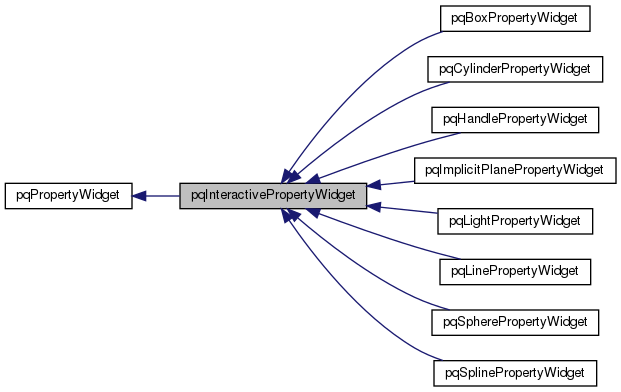 pqBoxPropertyWidget
pqCylinderPropertyWidget
pqHandlePropertyWidget
pqImplicitPlanePropertyWidget
pqPropertyWidget
pqInteractivePropertyWidget
pqLightPropertyWidget
pqLinePropertyWidget
pqSpherePropertyWidget
pqSplinePropertyWidget